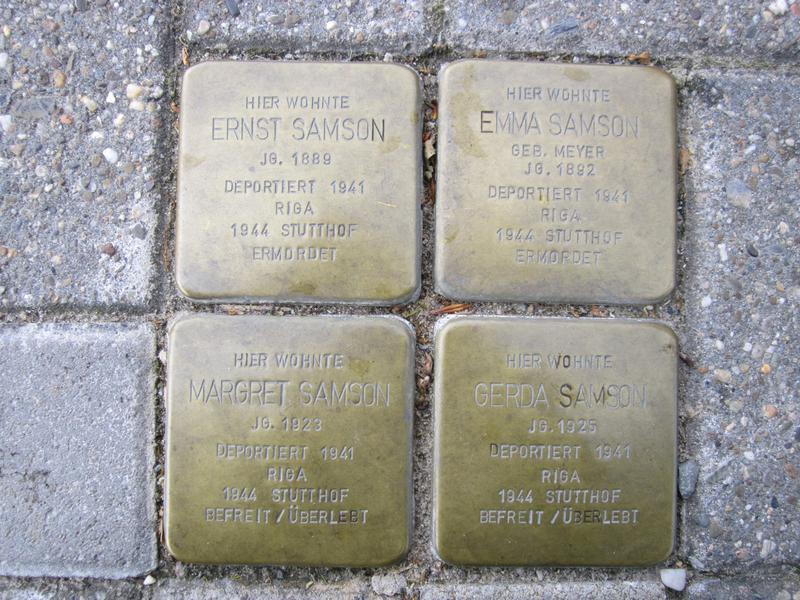 HIER WOHNTE
ERNST SAMSON
JG. 1889
DEPORTIERT 1941
RIGA
1944 STUTTHOF
ERMORDET
HIER WOHNTE
EMMA SAMSON
GEB. MEYER
JG. 1892
DEPORTIERT 1941
RIGA
1944 STUTTHOF
ERMORDET
HIER WOHNTE
MARGRET SAMSON
JG. 1923
DEPORTIERT 1941
RIGA
1944 STUTTHOF
BEFREIT/ÜBERLEBT
HIER WOHNTE
GERDA SAMSON
JG. 1925
DEPORTIERT 1941
RIGA
1944 STUTTHOF
BEFREIT/ÜBERLEBT